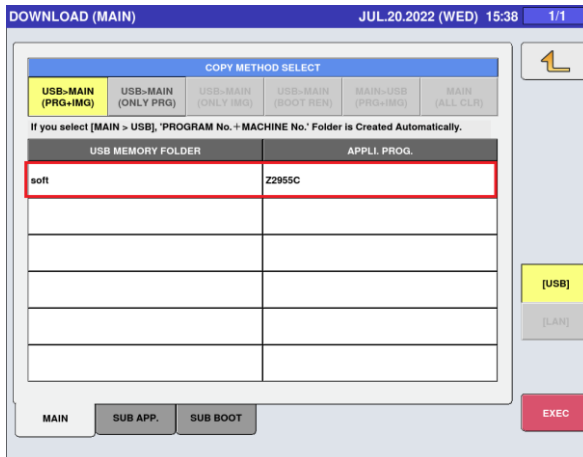 DOWNLOAD (MAIN) JUL.20.2022 (WED) 15:38 1/1
COPY METHOD SELECT
USB>MAIN (PRG+IMG)
USB>MAIN (ONLY PRG)
USB>MAIN (ONLY IMG)
USB>MAIN (BOOT REN)
MAIN>USB (PRG+IMG)
MAIN (ALL CLR)
If you select [MAIN > USB], 'PROGRAM No.＋MACHINE No.' Folder is Created Automatically.
USB MEMORY FOLDER APPLI. PROG.
soft Z2955C
[USB]
[LAN]
MAIN SUB APP. SUB BOOT
EXEC